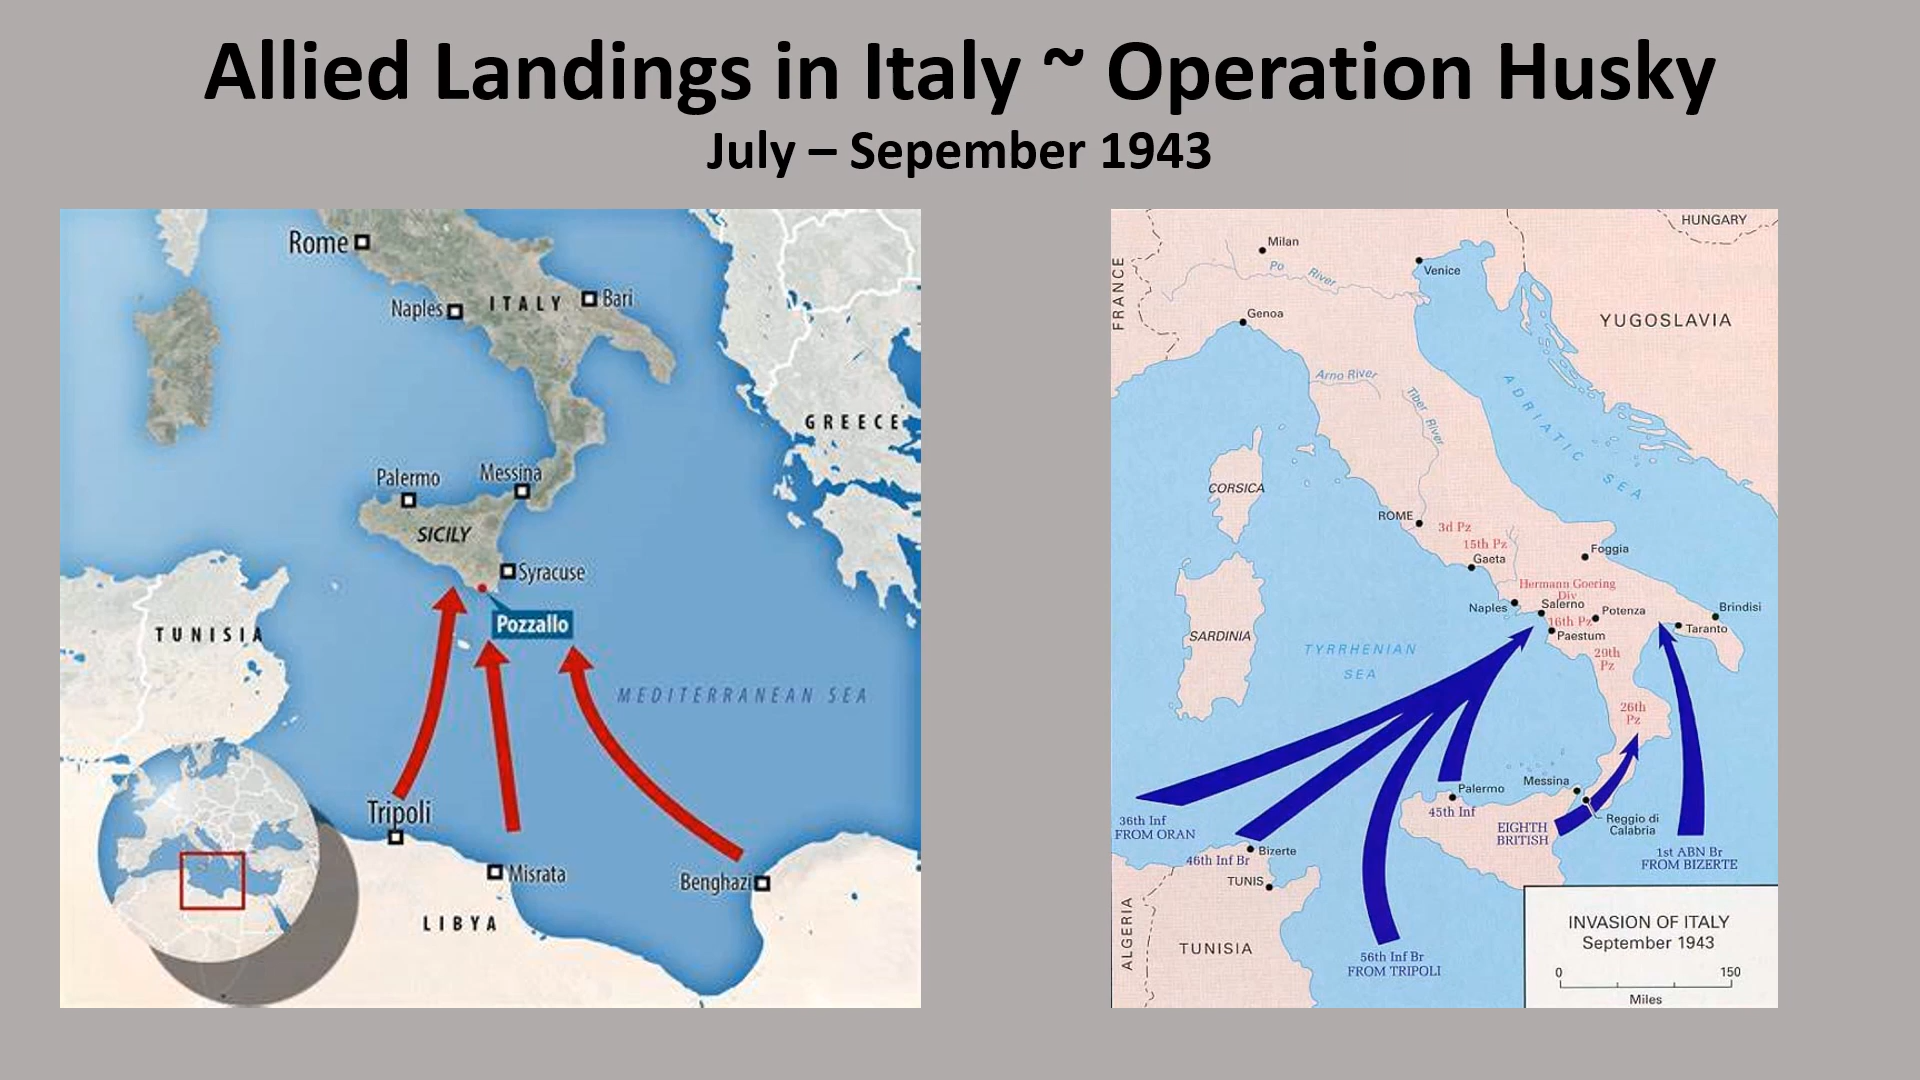 Allied Landings in Italy ~ Operation Husky
July – Sepember 1943
Rome
Naples
ITALY
Bari
GREECE
Palermo
Messina
SICILY
Syracuse
Pozzallo
TUNISIA
MEDITERRANEAN SEA
Tripoli
Misrata
Benghazi
LIBYA
HUNGARY
Milan
Po River
Venice
FRANCE
Genoa
YUGOSLAVIA
Arno River
Tiber River
ADRIATIC SEA
CORSICA
ROME
3d Pz
15th Pz
Gaeta
Foggia
Hermann Goering
Div
Naples
Salerno
Potenza
Brindisi
16th Pz
Taranto
Paestum
SARDINIA
TYRRHENIAN
SEA
29th
Pz
26th
Pz
Messina
Palermo
45th Inf
36th Inf
FROM ORAN
EIGHTH
BRITISH
Reggio di
Calabria
46th Inf Br
Bizerte
1st ABN Br
FROM BIZERTE
TUNIS
ALGERIA
TUNISIA
56th Inf Br
FROM TRIPOLI
INVASION OF ITALY
September 1943
0 150
Miles